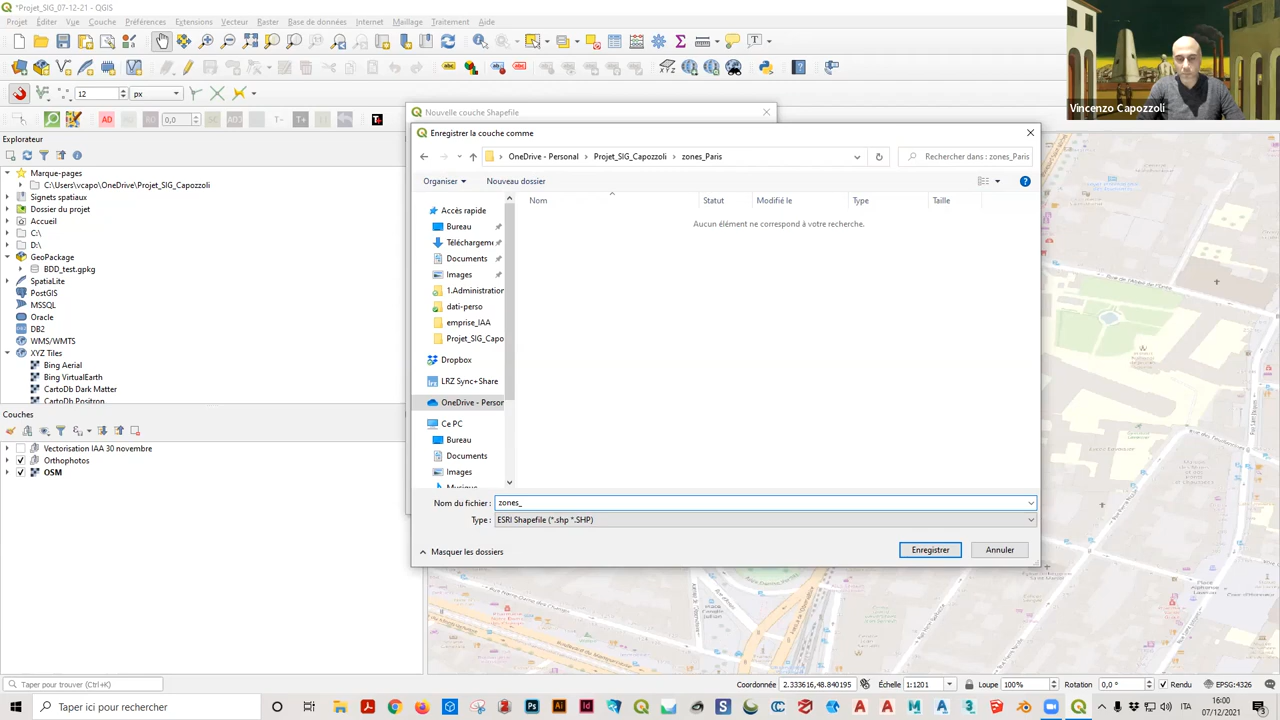 *Projet_SIG_07-12-21 - QGIS
Projet Éditer Vue Couche Préférences Extensions Vecteur Raster Base de données Internet Maillage Traitement Aide
12 px
0,0
Vincenzo Capozzoli
Explorateur
Marque-pages
C:\Users\vcapo\OneDrive\Projet_SIG_Capozzoli
Signets spatiaux
Dossier du projet
Accueil
C:\
D:\
GeoPackage
BDD_test.gpkg
SpatiaLite
PostGIS
MSSQL
Oracle
DB2
WMS/WMTS
XYZ Tiles
Bing Aerial
Bing VirtualEarth
CartoDb Dark Matter
CartoDb Positron
Couches
Vectorisation IAA 30 novembre
Orthophotos
OSM
Nouvelle couche Shapefile
Enregistrer la couche comme
OneDrive - Personal › Projet_SIG_Capozzoli › zones_Paris
Rechercher dans : zones_Paris
Organiser Nouveau dossier
Nom Statut Modifié le Type Taille
Aucun élément ne correspond à votre recherche.
Accès rapide
Bureau
Téléchargeme
Documents
Images
1.Administration
dati-perso
emprise_IAA
Projet_SIG_Capo
Dropbox
LRZ Sync+Share
OneDrive - Person
Ce PC
Bureau
Documents
Images
Nom du fichier : zones_
Type : ESRI Shapefile (*.shp *.SHP)
Masquer les dossiers
Enregistrer Annuler
Taper pour trouver (Ctrl+K)
Coordonnée 2.333616,48.840195 Échelle 1:1201 Loupe 100% Rotation 0,0 ° Rendu EPSG:4326
Taper ici pour rechercher
ITA
16:00
07/12/2021